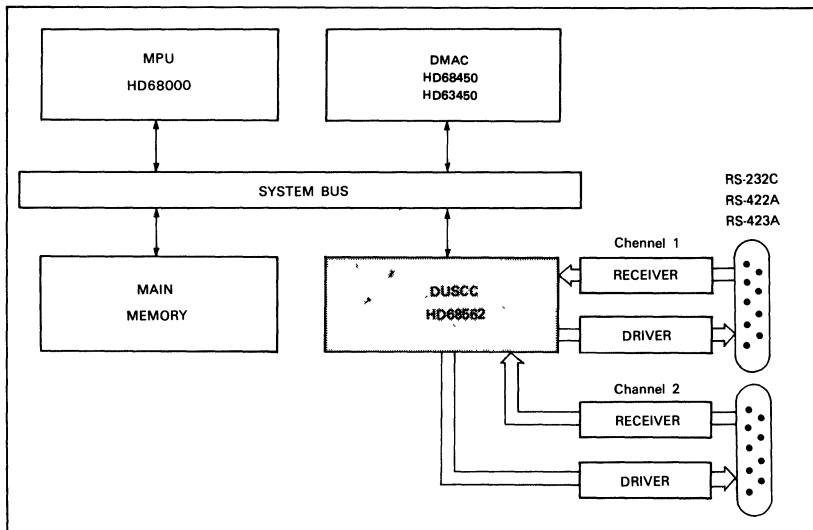 MPU
HD68000
DMAC
HD68450
HD63450
SYSTEM BUS
RS-232C
RS-422A
RS-423A
MAIN
MEMORY
DUSCC
HD68562
Chennel 1
RECEIVER
DRIVER
Channel 2
RECEIVER
DRIVER